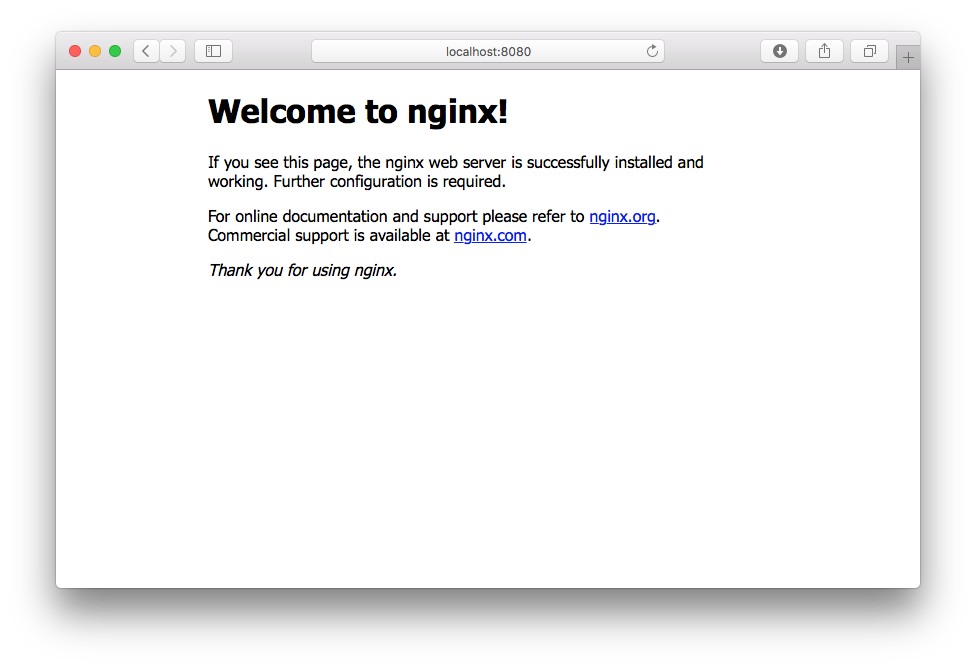 localhost:8080
Welcome to nginx!
If you see this page, the nginx web server is successfully installed and
working. Further configuration is required.
For online documentation and support please refer to nginx.org.
Commercial support is available at nginx.com.
Thank you for using nginx.